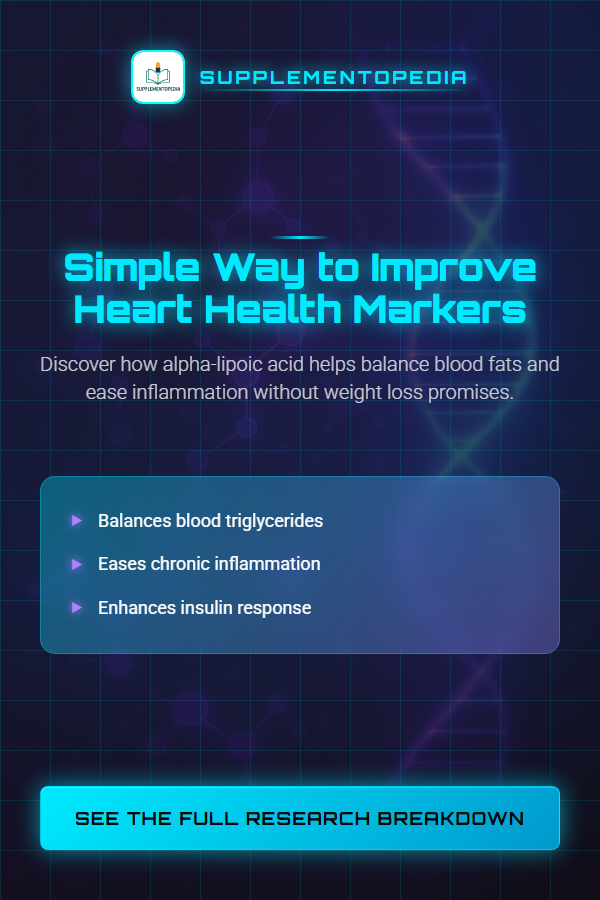 SUPPLEMENTOPEDIA
SUPPLEMENTOPEDIA
Simple Way to Improve
Heart Health Markers
Discover how alpha-lipoic acid helps balance blood fats and
ease inflammation without weight loss promises.
Balances blood triglycerides
Eases chronic inflammation
Enhances insulin response
SEE THE FULL RESEARCH BREAKDOWN